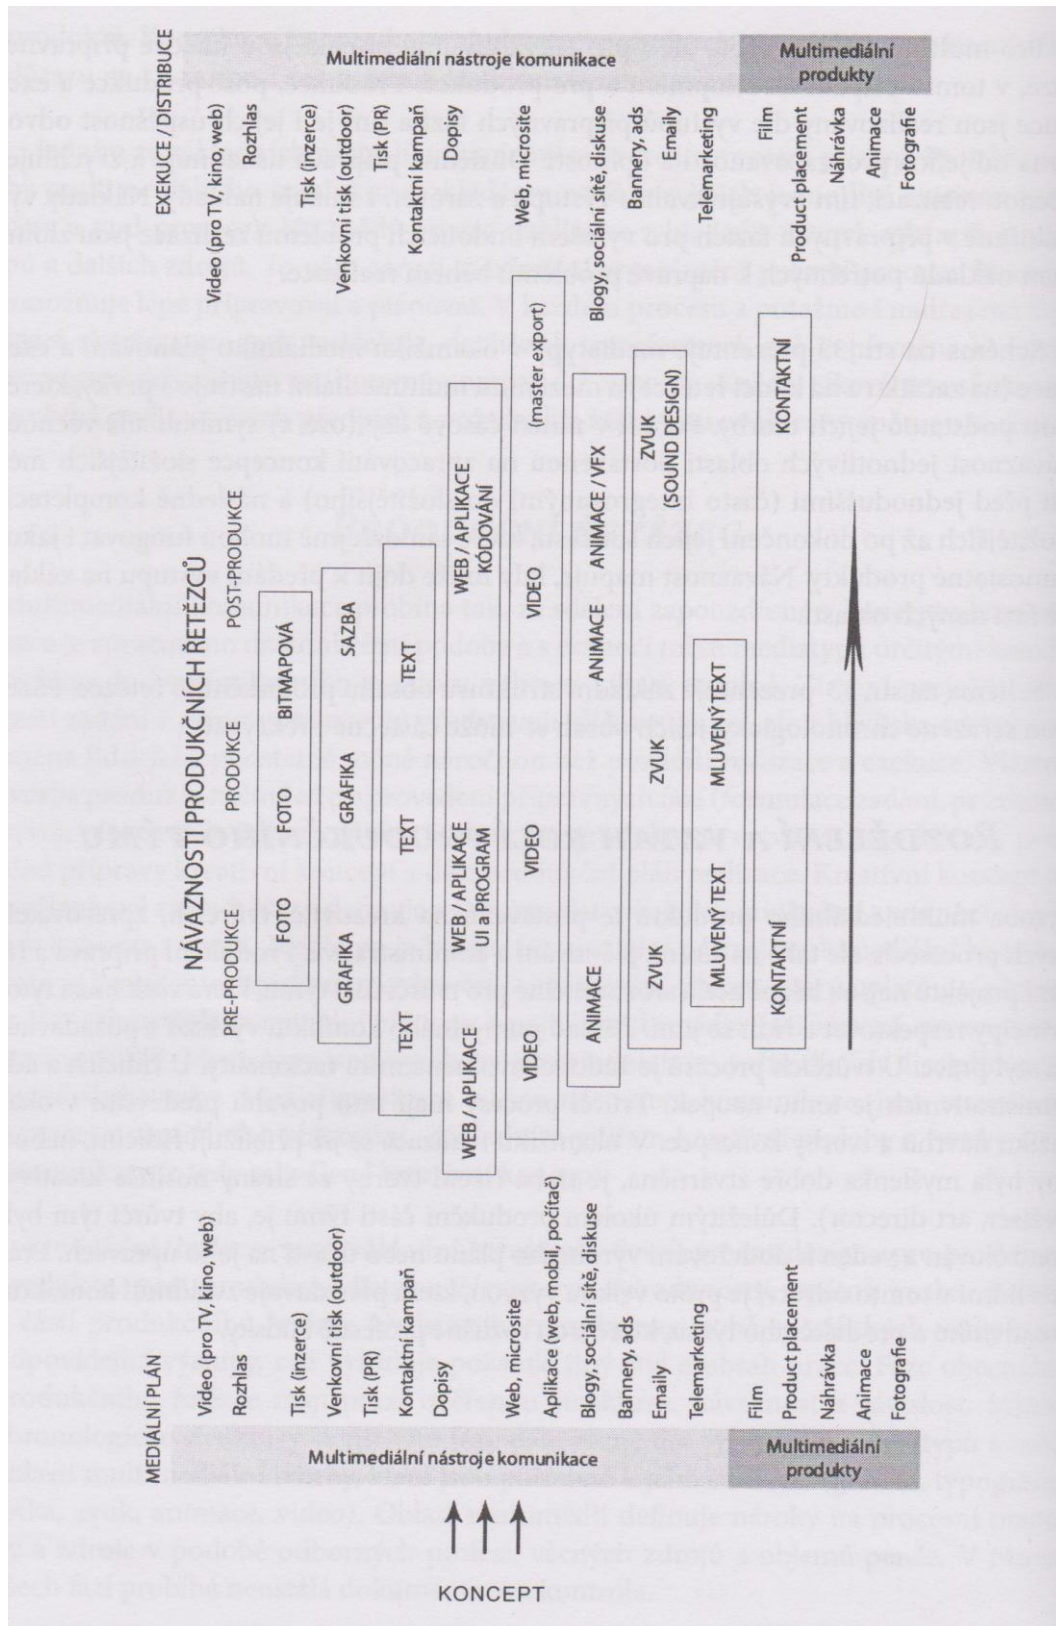 NÁVAZNOSTI PRODUKČNÍCH ŘETĚZŮ
KONCEPT
MEDIÁLNÍ PLÁN
Multimediální nástroje komunikace
Video (pro TV, kino, web)
Rozhlas
Tisk (inzerce)
Venkovní tisk (outdoor)
Tisk (PR)
Kontaktní kampaň
Dopisy
Web, microsite
Aplikace (web, mobil, počítač)
Blogy, sociální sítě, diskuse
Bannery, ads
Emaily
Telemarketing
Multimediální
produkty
Film
Product placement
Nahrávka
Animace
Fotografie
PRE-PRODUKCE PRODUKCE POST-PRODUKCE
FOTO FOTO BITMAPOVÁ
GRAFIKA GRAFIKA SAZBA
TEXT TEXT TEXT
WEB / APLIKACE WEB / APLIKACE
UI a PROGRAM WEB / APLIKACE
KÓDOVÁNÍ
VIDEO VIDEO VIDEO (master export)
ANIMACE ANIMACE ANIMACE / VFX
ZVUK ZVUK ZVUK
(SOUND DESIGN)
MLUVENÝ TEXT MLUVENÝ TEXT
KONTAKTNÍ KONTAKTNÍ
EXEKUCE / DISTRIBUCE
Multimediální nástroje komunikace
Video (pro TV, kino, web)
Rozhlas
Tisk (inzerce)
Venkovní tisk (outdoor)
Tisk (PR)
Kontaktní kampaň
Dopisy
Web, microsite
Blogy, sociální sítě, diskuse
Bannery, ads
Emaily
Telemarketing
Multimediální
produkty
Film
Product placement
Nahrávka
Animace
Fotografie